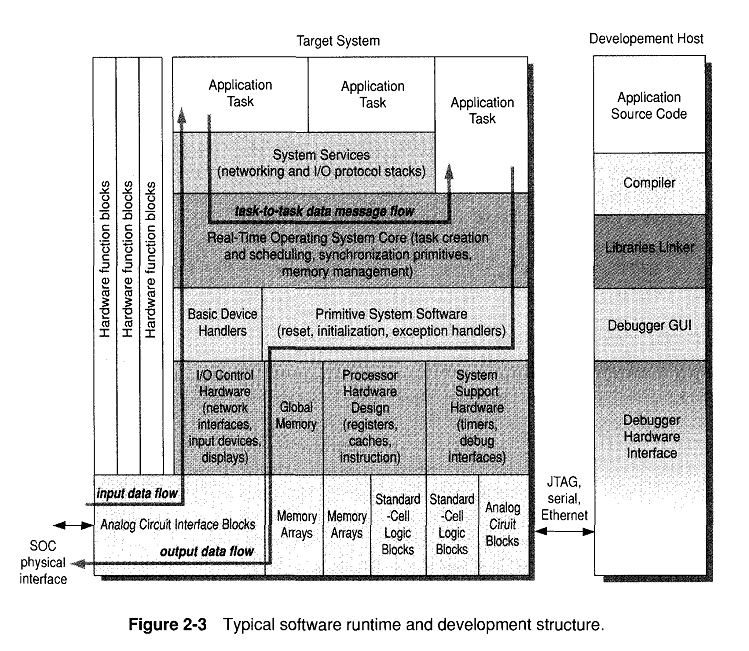 Target System
Developement Host
Hardware function blocks
Hardware function blocks
Hardware function blocks
Application
Task
Application
Task
Application
Task
System Services
(networking and I/O protocol stacks)
task-to-task data message flow
Real-Time Operating System Core (task creation
and scheduling, synchronization primitives,
memory management)
Basic Device
Handlers
Primitive System Software
(reset, initialization, exception handlers)
I/O Control
Hardware
(network
interfaces,
input devices,
displays)
Global
Memory
Processor
Hardware
Design
(registers,
caches,
instruction)
System
Support
Hardware
(timers,
debug
interfaces)
input data flow
Analog Circuit Interface Blocks
output data flow
Memory
Arrays
Memory
Arrays
Standard
-Cell
Logic
Blocks
Standard
-Cell
Logic
Blocks
Analog
Ciruit
Blocks
SOC
physical
interface
JTAG,
serial,
Ethernet
Application
Source Code
Compiler
Libraries Linker
Debugger GUI
Debugger
Hardware
Interface
Figure 2-3 Typical software runtime and development structure.